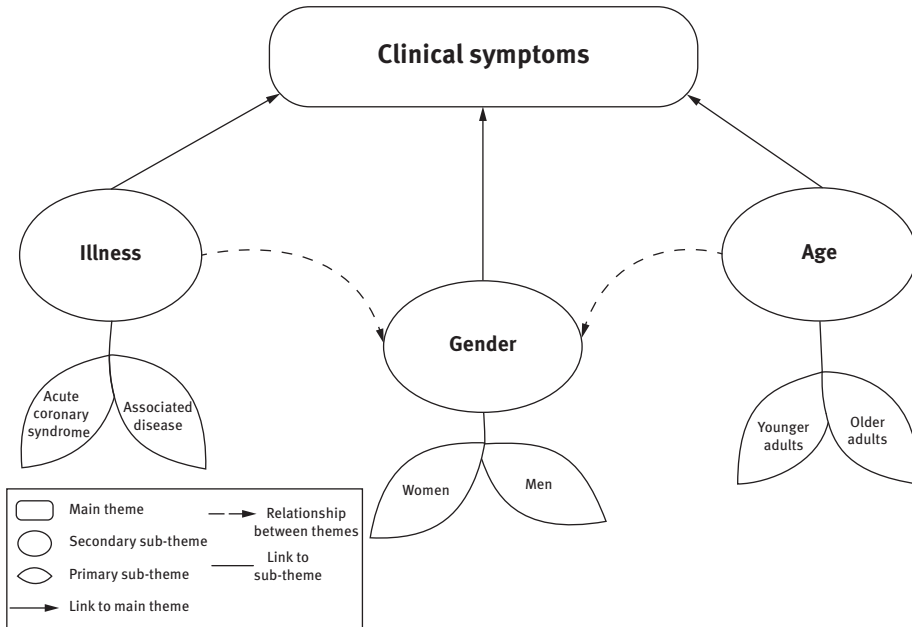 Clinical symptoms
Illness
Age
Gender
Acute
coronary
syndrome
Associated
disease
Younger
adults
Older
adults
Women
Men
Main theme
Secondary sub-theme
Primary sub-theme
Link to main theme
Relationship
between themes
Link to
sub-theme